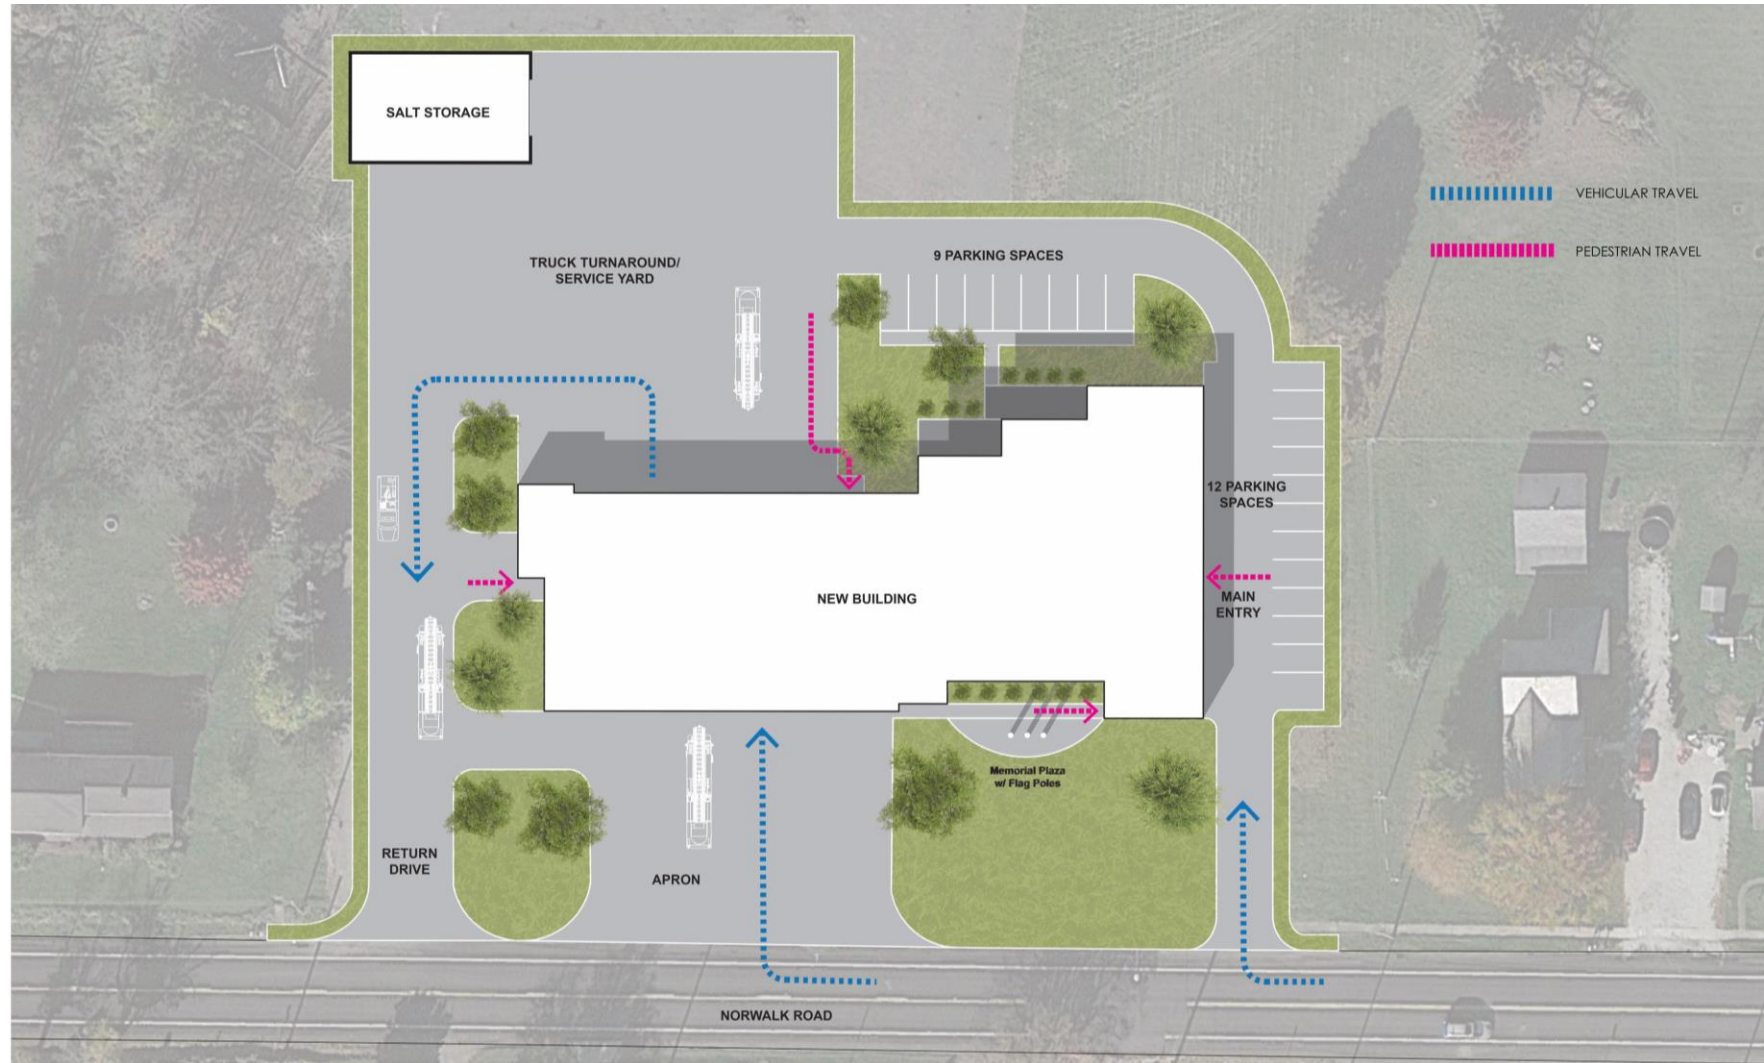 SALT STORAGE
VEHICULAR TRAVEL
PEDESTRIAN TRAVEL
9 PARKING SPACES
TRUCK TURNAROUND/
SERVICE YARD
12 PARKING
SPACES
NEW BUILDING
MAIN
ENTRY
Memorial Plaza
w/ Flag Poles
RETURN
DRIVE
APRON
NORWALK ROAD